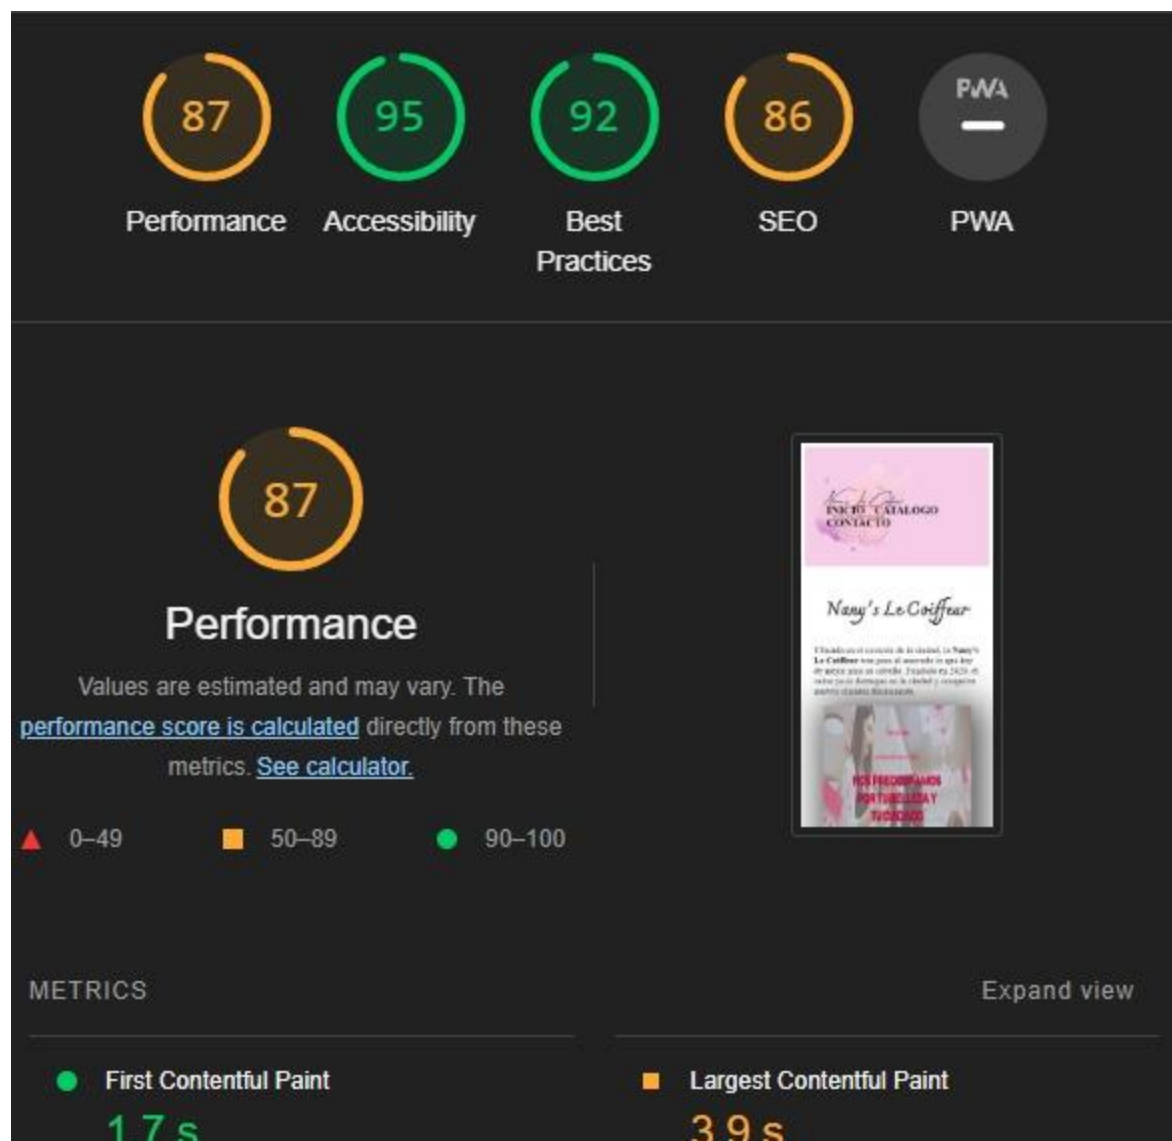 87
95
92
86
PWA
Performance
Accessibility
Best
Practices
SEO
PWA
87
Performance
Values are estimated and may vary. The
performance score is calculated directly from these
metrics. See calculator.
0–49
50–89
90–100
INICIO CATALOGO
CONTACTO
Nany's Le Coiffeur
METRICS
Expand view
First Contentful Paint
1.7 s
Largest Contentful Paint
3.9 s